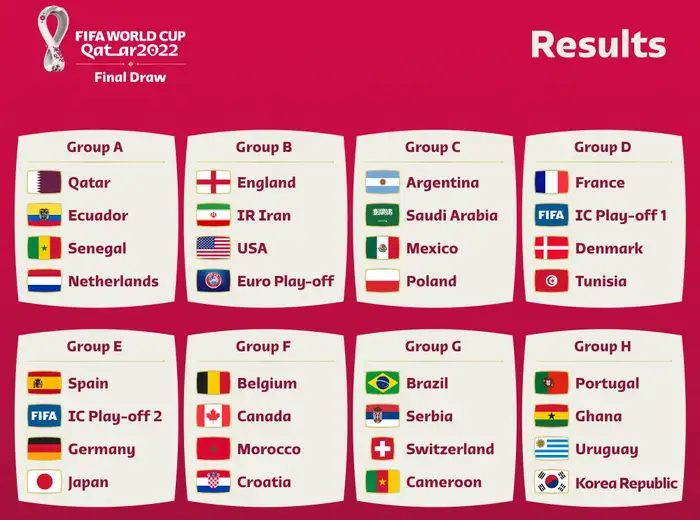 FIFA WORLD CUP
Qatar2022
Final Draw
Results
Group A
Qatar
Ecuador
Senegal
Netherlands
Group B
England
IR Iran
USA
Euro Play-off
Group C
Argentina
Saudi Arabia
Mexico
Poland
Group D
France
FIFA IC Play-off 1
Denmark
Tunisia
Group E
Spain
FIFA IC Play-off 2
Germany
Japan
Group F
Belgium
Canada
Morocco
Croatia
Group G
Brazil
Serbia
Switzerland
Cameroon
Group H
Portugal
Ghana
Uruguay
Korea Republic